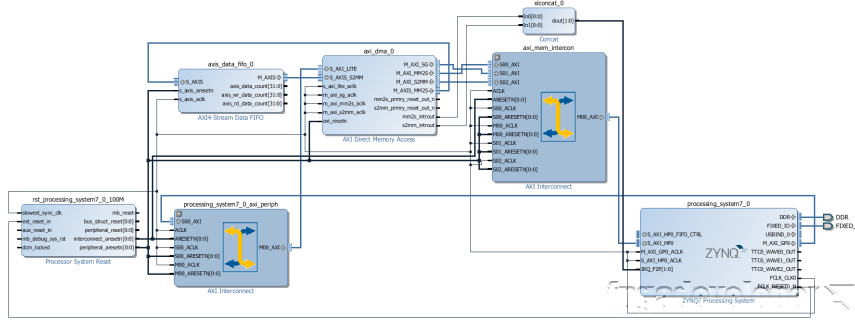 xlconcat_0
In0[0:0]
In1[0:0]
dout[1:0]
Concat
axis_data_fifo_0
S_AXIS
s_axis_aresetn
s_axis_aclk
M_AXIS
axis_data_count[31:0]
axis_wr_data_count[31:0]
axis_rd_data_count[31:0]
AXI4-Stream Data FIFO
axi_dma_0
S_AXI_LITE
S_AXIS_S2MM
s_axi_lite_aclk
m_axi_sg_aclk
m_axi_mm2s_aclk
m_axi_s2mm_aclk
axi_resetn
M_AXI_SG
M_AXI_MM2S
M_AXI_S2MM
M_AXIS_MM2S
mm2s_prmry_reset_out_n
s2mm_prmry_reset_out_n
mm2s_introut
s2mm_introut
AXI Direct Memory Access
axi_mem_intercon
S00_AXI
S01_AXI
S02_AXI
ACLK
ARESETN[0:0]
S00_ACLK
S00_ARESETN[0:0]
M00_ACLK
M00_ARESETN[0:0]
S01_ACLK
S01_ARESETN[0:0]
S02_ACLK
S02_ARESETN[0:0]
M00_AXI
AXI Interconnect
rst_processing_system7_0_100M
slowest_sync_clk
ext_reset_in
aux_reset_in
mb_debug_sys_rst
dcm_locked
mb_reset
bus_struct_reset[0:0]
peripheral_reset[0:0]
interconnect_aresetn[0:0]
peripheral_aresetn[0:0]
Processor System Reset
processing_system7_0_axi_periph
S00_AXI
ACLK
ARESETN[0:0]
S00_ACLK
S00_ARESETN[0:0]
M00_ACLK
M00_ARESETN[0:0]
M00_AXI
AXI Interconnect
processing_system7_0
S_AXI_HP0_FIFO_CTRL
S_AXI_HP0
M_AXI_GP0_ACLK
S_AXI_HP0_ACLK
IRQ_F2P[1:0]
ZYNQ
DDR
FIXED_IO
USBIND_0
M_AXI_GP0
TTC0_WAVE0_OUT
TTC0_WAVE1_OUT
TTC0_WAVE2_OUT
FCLK_CLK0
FCLK_RESET0_N
ZYNQ7 Processing System
DDR
FIXED_